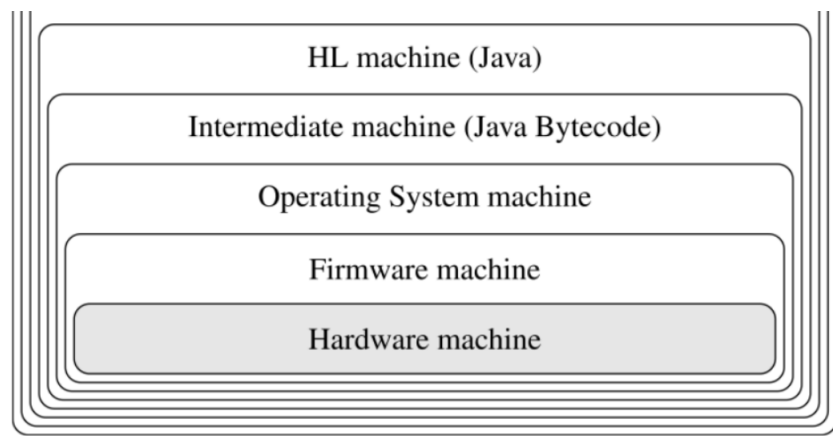 HL machine (Java)
Intermediate machine (Java Bytecode)
Operating System machine
Firmware machine
Hardware machine